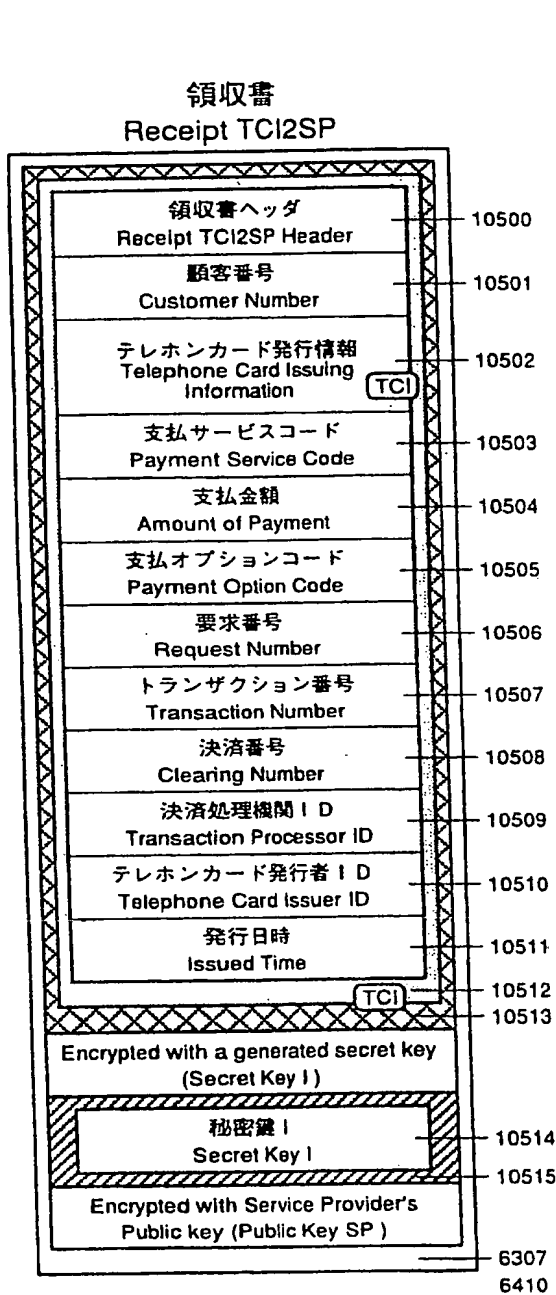 領収書
Receipt TCI2SP
領収書ヘッダ
Receipt TCI2SP Header
10500
顧客番号
Customer Number
10501
テレホンカード発行情報
Telephone Card Issuing
Information
10502
TCI
支払サービスコード
Payment Service Code
10503
支払金額
Amount of Payment
10504
支払オプションコード
Payment Option Code
10505
要求番号
Request Number
10506
トランザクション番号
Transaction Number
10507
決済番号
Clearing Number
10508
決済処理機関ID
Transaction Processor ID
10509
テレホンカード発行者ID
Telephone Card Issuer ID
10510
発行日時
Issued Time
10511
10512
TCI
10513
Encrypted with a generated secret key
(Secret Key I)
秘密鍵I
Secret Key I
10514
10515
Encrypted with Service Provider's
Public key (Public Key SP )
6307
6410